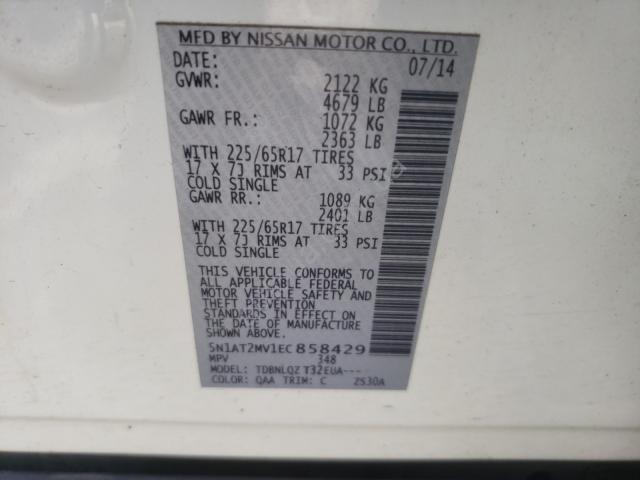 MFD BY NISSAN MOTOR CO., LTD.
DATE: 07/14
GVWR: 2122 KG
4679 LB
GAWR FR.: 1072 KG
2363 LB
WITH 225/65R17 TIRES
17 X 7J RIMS AT 33 PSI
COLD SINGLE
GAWR RR.: 1089 KG
2401 LB
WITH 225/65R17 TIRES
17 X 7J RIMS AT 33 PSI
COLD SINGLE
THIS VEHICLE CONFORMS TO
ALL APPLICABLE FEDERAL
MOTOR VEHICLE SAFETY AND
THEFT PREVENTION
STANDARDS IN EFFECT ON
THE DATE OF MANUFACTURE
SHOWN ABOVE.
5N1AT2MV1EC858429
MPV 348
MODEL: TDBNLQZ T32EUA---
COLOR: QAA TRIM: C ZS30A